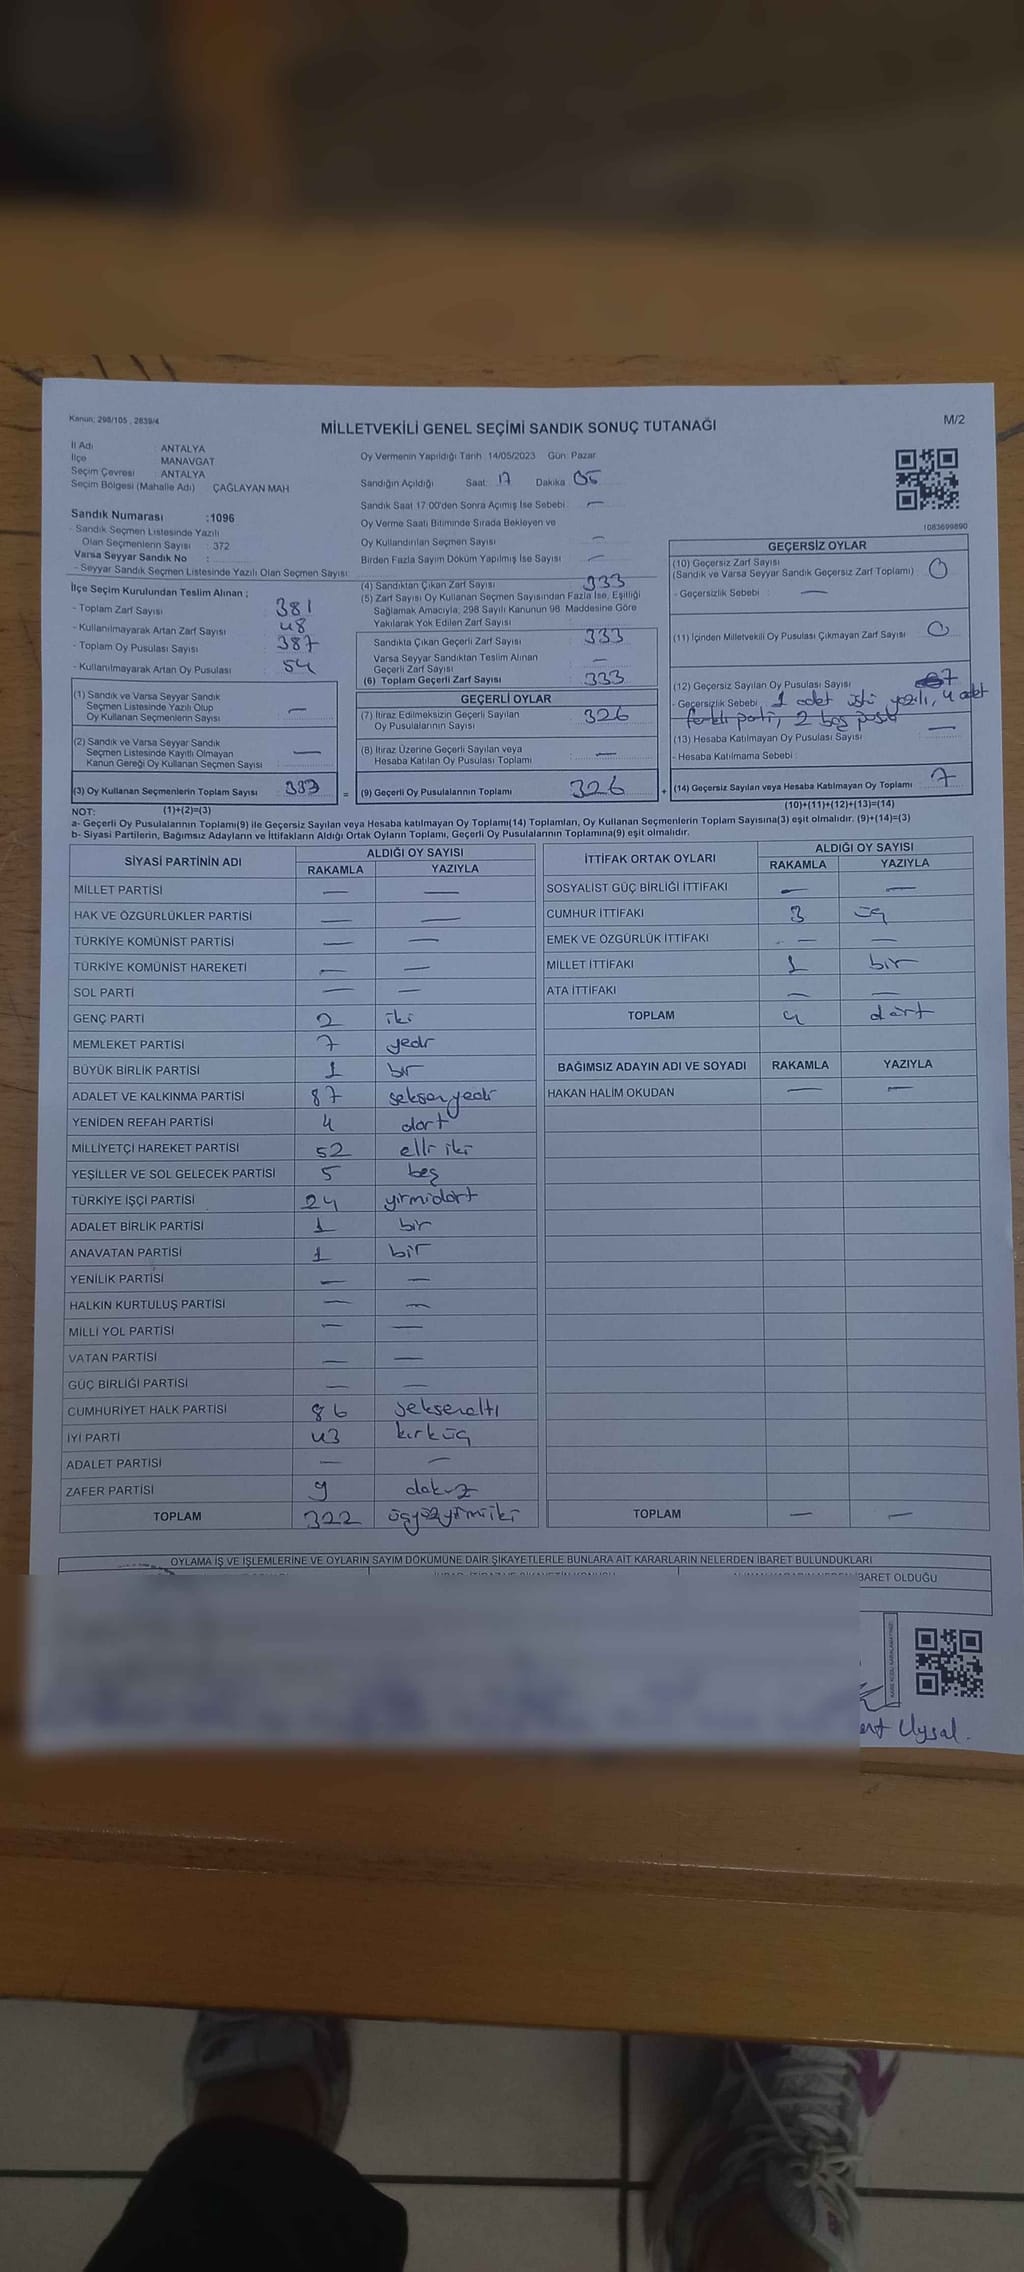 Kanun; 298/105 , 2839/4
MİLLETVEKİLİ GENEL SEÇİMİ SANDIK SONUÇ TUTANAĞI
M/2
İl Adı : ANTALYA
İlçe : MANAVGAT
Seçim Çevresi : ANTALYA
Seçim Bölgesi (Mahalle Adı) : ÇAĞLAYAN MAH
Sandık Numarası :1096
- Sandık Seçmen Listesinde Yazılı
Olan Seçmenlerin Sayısı : 372
Varsa Seyyar Sandık No :
- Seyyar Sandık Seçmen Listesinde Yazılı Olan Seçmen Sayısı:
Oy Vermenin Yapıldığı Tarih :14/05/2023 Gün: Pazar
Sandığın Açıldığı Saat: 17 Dakika 05
Sandık Saat 17:00'den Sonra Açımış İse Sebebi: —
Oy Verme Saati Bitiminde Sırada Bekleyen ve
Oy Kullandırılan Seçmen Sayısı : —
Birden Fazla Sayım Döküm Yapılmış İse Sayısı : —
1083699890
İlçe Seçim Kurulundan Teslim Alınan ;
- Toplam Zarf Sayısı : 381
- Kullanılmayarak Artan Zarf Sayısı : 48
- Toplam Oy Pusulası Sayısı : 387
- Kullanılmayarak Artan Oy Pusulası : 54
(1) Sandık ve Varsa Seyyar Sandık
Seçmen Listesinde Yazılı Olup
Oy Kullanan Seçmenlerin Sayısı : —
(2) Sandık ve Varsa Seyyar Sandık
Seçmen Listesinde Kayıtlı Olmayan
Kanun Gereği Oy Kullanan Seçmen Sayısı : —
(3) Oy Kullanan Seçmenlerin Toplam Sayısı : 333 =
(4) Sandıktan Çıkan Zarf Sayısı : 333
(5) Zarf Sayısı Oy Kullanan Seçmen Sayısından Fazla İse, Eşitliği
Sağlamak Amacıyla, 298 Sayılı Kanunun 98. Maddesine Göre
Yakılarak Yok Edilen Zarf Sayısı :
Sandıkta Çıkan Geçerli Zarf Sayısı : 333
Varsa Seyyar Sandıktan Teslim Alınan
Geçerli Zarf Sayısı : —
(6) Toplam Geçerli Zarf Sayısı : 333
GEÇERLİ OYLAR
(7) İtiraz Edilmeksizin Geçerli Sayılan
Oy Pusulalarının Sayısı : 326
(8) İtiraz Üzerine Geçerli Sayılan veya
Hesaba Katılan Oy Pusulası Toplamı : —
(9) Geçerli Oy Pusulalarının Toplamı : 326 +
GEÇERSİZ OYLAR
(10) Geçersiz Zarf Sayısı
(Sandık ve Varsa Seyyar Sandık Geçersiz Zarf Toplamı) : 0
- Geçersizlik Sebebi : —
(11) İçinden Milletvekili Oy Pusulası Çıkmayan Zarf Sayısı : 0
(12) Geçersiz Sayılan Oy Pusulası Sayısı : 7
- Geçersizlik Sebebi : 1 adet üstü yazılı, 4 adet
farklı parti, 2 boş pusula
(13) Hesaba Katılmayan Oy Pusulası Sayısı : —
- Hesaba Katılmama Sebebi :
(14) Geçersiz Sayılan veya Hesaba Katılmayan Oy Toplamı : 7
NOT: (1)+(2)=(3)
(10)+(11)+(12)+(13)=(14)
a- Geçerli Oy Pusulalarının Toplamı(9) ile Geçersiz Sayılan veya Hesaba katılmayan Oy Toplamı(14) Toplamları, Oy Kullanan Seçmenlerin Toplam Sayısına(3) eşit olmalıdır. (9)+(14)=(3)
b- Siyasi Partilerin, Bağımsız Adayların ve İttifakların Aldığı Ortak Oyların Toplamı, Geçerli Oy Pusulalarının Toplamına(9) eşit olmalıdır.
SİYASİ PARTİNİN ADI ALDIĞI OY SAYISI
RAKAMLA YAZIYLA
MİLLET PARTİSİ — —
HAK VE ÖZGÜRLÜKLER PARTİSİ — —
TÜRKİYE KOMÜNİST PARTİSİ — —
TÜRKİYE KOMÜNİST HAREKETİ — —
SOL PARTİ — —
GENÇ PARTİ 2 iki
MEMLEKET PARTİSİ 7 yedi
BÜYÜK BİRLİK PARTİSİ 1 bir
ADALET VE KALKINMA PARTİSİ 87 seksenyedi
YENİDEN REFAH PARTİSİ 4 dört
MİLLİYETÇİ HAREKET PARTİSİ 52 elli iki
YEŞİLLER VE SOL GELECEK PARTİSİ 5 beş
TÜRKİYE İŞÇİ PARTİSİ 24 yirmidört
ADALET BİRLİK PARTİSİ 1 bir
ANAVATAN PARTİSİ 1 bir
YENİLİK PARTİSİ — —
HALKIN KURTULUŞ PARTİSİ — —
MİLLİ YOL PARTİSİ — —
VATAN PARTİSİ — —
GÜÇ BİRLİĞİ PARTİSİ — —
CUMHURİYET HALK PARTİSİ 86 seksenaltı
İYİ PARTİ 43 kırküç
ADALET PARTİSİ — —
ZAFER PARTİSİ 9 dokuz
TOPLAM 322 üçyüzyirmiiki
İTTİFAK ORTAK OYLARI ALDIĞI OY SAYISI
RAKAMLA YAZIYLA
SOSYALİST GÜÇ BİRLİĞİ İTTİFAKI — —
CUMHUR İTTİFAKI 3 üç
EMEK VE ÖZGÜRLÜK İTTİFAKI — —
MİLLET İTTİFAKI 1 bir
ATA İTTİFAKI — —
TOPLAM 4 dört
BAĞIMSIZ ADAYIN ADI VE SOYADI RAKAMLA YAZIYLA
HAKAN HALİM OKUDAN — —
TOPLAM — —
OYLAMA İŞ VE İŞLEMLERİNE VE OYLARIN SAYIM DÖKÜMÜNE DAİR ŞİKAYETLERLE BUNLARA AİT KARARLARIN NELERDEN İBARET BULUNDUKLARI
BARET OLDUĞU
Uysal.